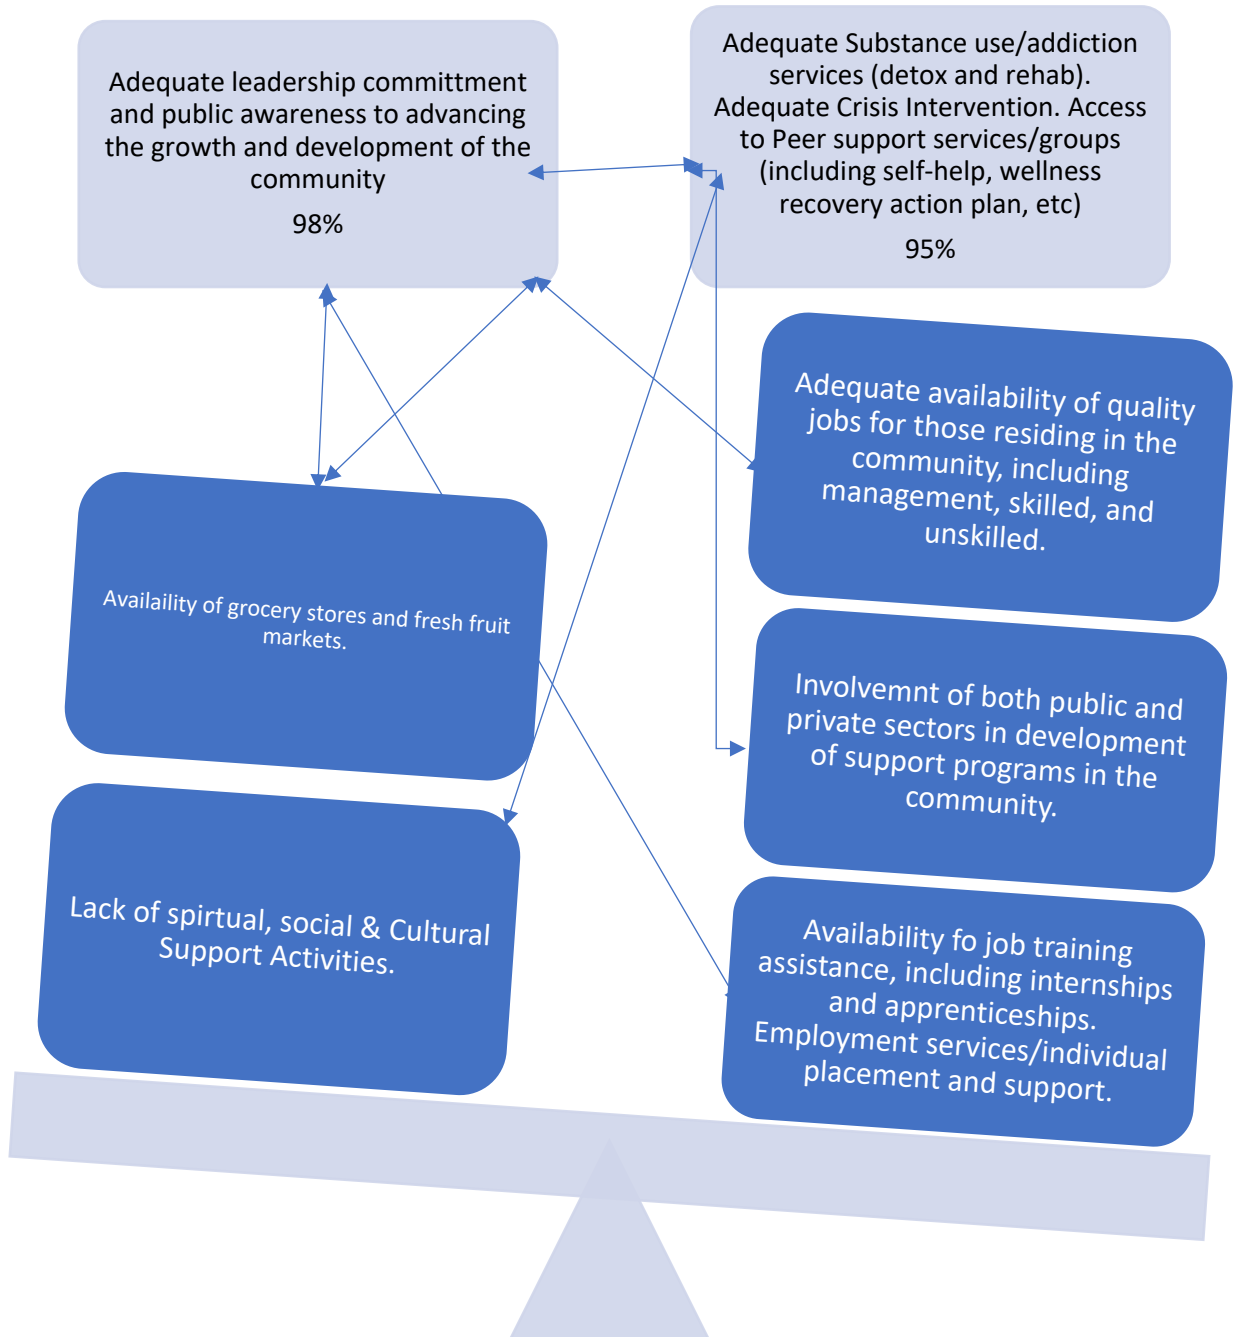 Adequate leadership committment
and public awareness to advancing
the growth and development of the
community
98%
Adequate Substance use/addiction
services (detox and rehab).
Adequate Crisis Intervention. Access
to Peer support services/groups
(including self-help, wellness
recovery action plan, etc)
95%
Adequate availability of quality
jobs for those residing in the
community, including
management, skilled, and
unskilled.
Availaility of grocery stores and fresh fruit
markets.
Involvemnt of both public and
private sectors in development
of support programs in the
community.
Lack of spirtual, social & Cultural
Support Activities.
Availability fo job training
assistance, including internships
and apprenticeships.
Employment services/individual
placement and support.